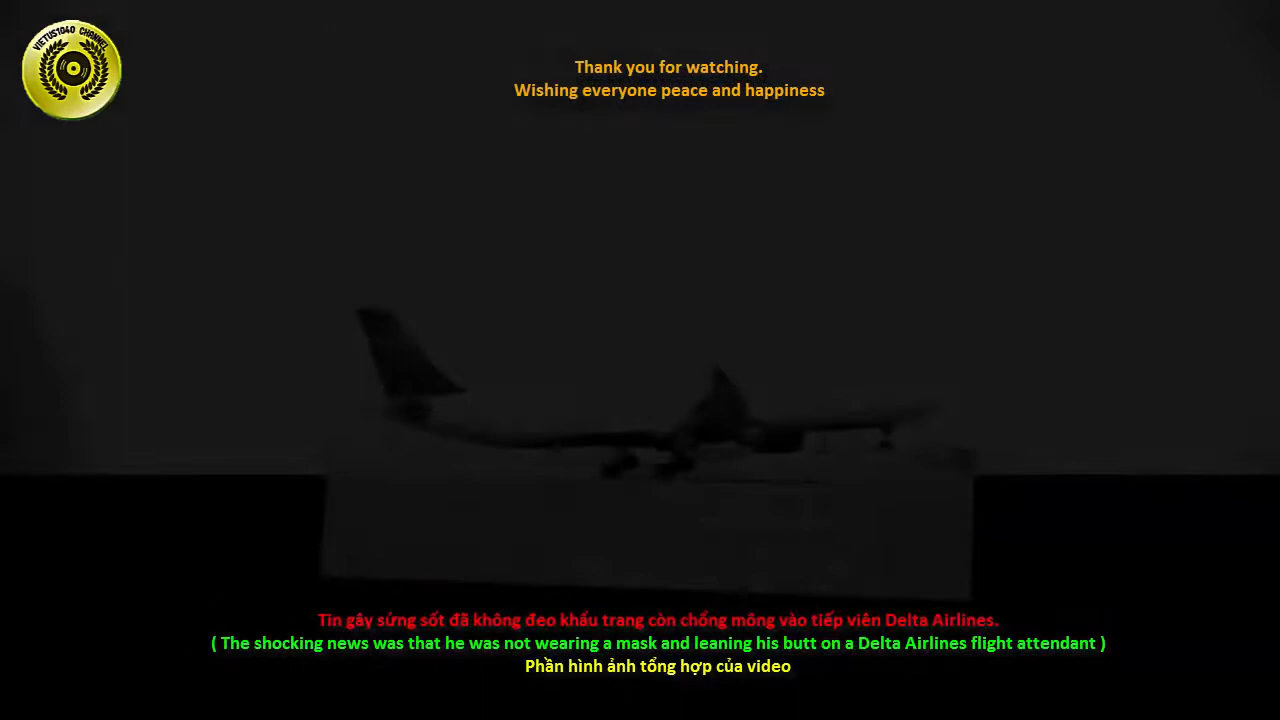 VIETUS1040 CHANNEL
Thank you for watching.
Wishing everyone peace and happiness
Tin gây sửng sốt đã không đeo khẩu trang còn chổng mông vào tiếp viên Delta Airlines.
( The shocking news was that he was not wearing a mask and leaning his butt on a Delta Airlines flight attendant )
Phần hình ảnh tổng hợp của video